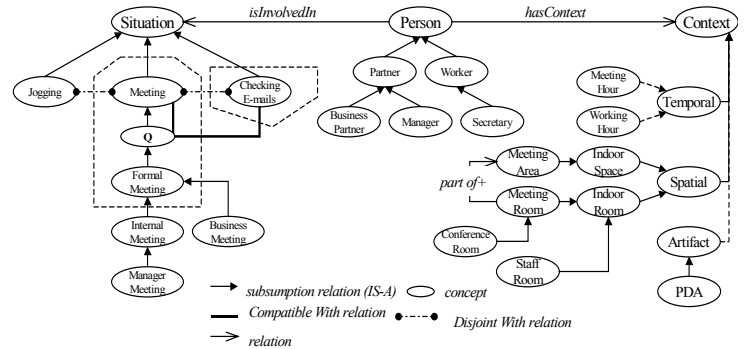 Situation
isInvolvedIn
Person
hasContext
Context
Jogging
Meeting
Checking
E-mails
Partner
Worker
Meeting
Hour
Temporal
Working
Hour
Business
Partner
Manager
Secretary
Q
Formal
Meeting
part of+
Meeting
Area
Indoor
Space
Spatial
Meeting
Room
Indoor
Room
Internal
Meeting
Business
Meeting
Conference
Room
Staff
Room
Artifact
Manager
Meeting
PDA
subsumption relation (IS-A)
concept
Compatible With relation
Disjoint With relation
relation